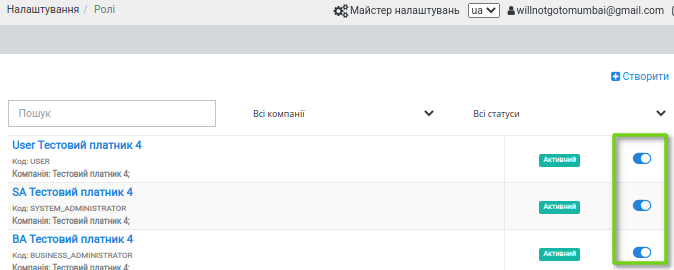 Налаштування / Ролі
Майстер налаштувань
ua
willnotgotomumbai@gmail.com
Створити
Пошук
Всі компанії
Всі статуси
User Тестовий платник 4
Код: USER
Компанія: Тестовий платник 4;
Активний
SA Тестовий платник 4
Код: SYSTEM_ADMINISTRATOR
Компанія: Тестовий платник 4;
Активний
BA Тестовий платник 4
Код: BUSINESS_ADMINISTRATOR
Компанія: Тестовий платник 4;
Активний